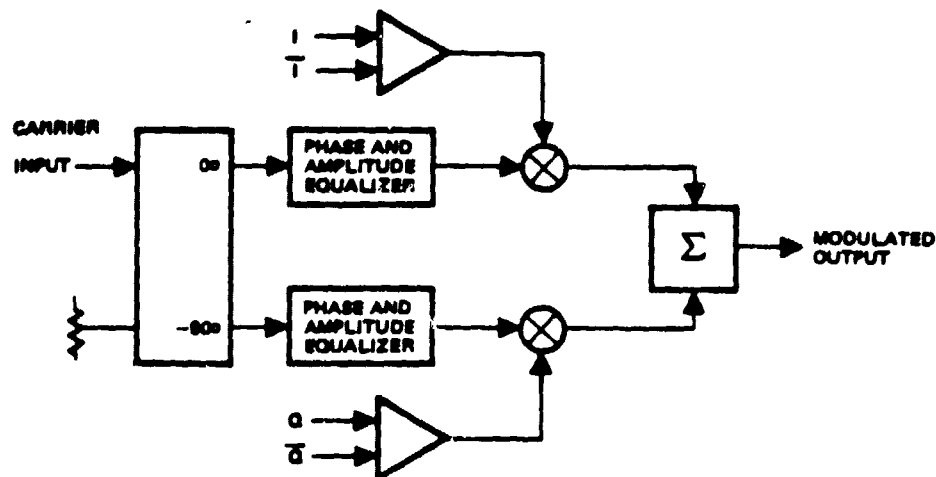 I
I̅
CARRIER
INPUT
0°
PHASE AND
AMPLITUDE
EQUALIZER
Σ
MODULATED
OUTPUT
-90°
PHASE AND
AMPLITUDE
EQUALIZER
Q
Q̅